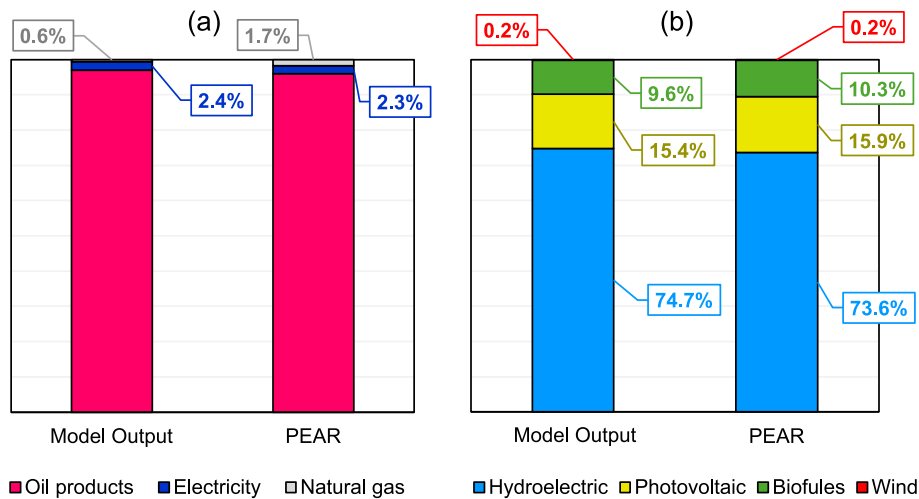 (a)
(b)
0.6%
1.7%
0.2%
0.2%
2.4%
2.3%
9.6%
10.3%
15.4%
15.9%
74.7%
73.6%
Model Output
PEAR
Model Output
PEAR
Oil products
Electricity
Natural gas
Hydroelectric
Photovoltaic
Biofules
Wind